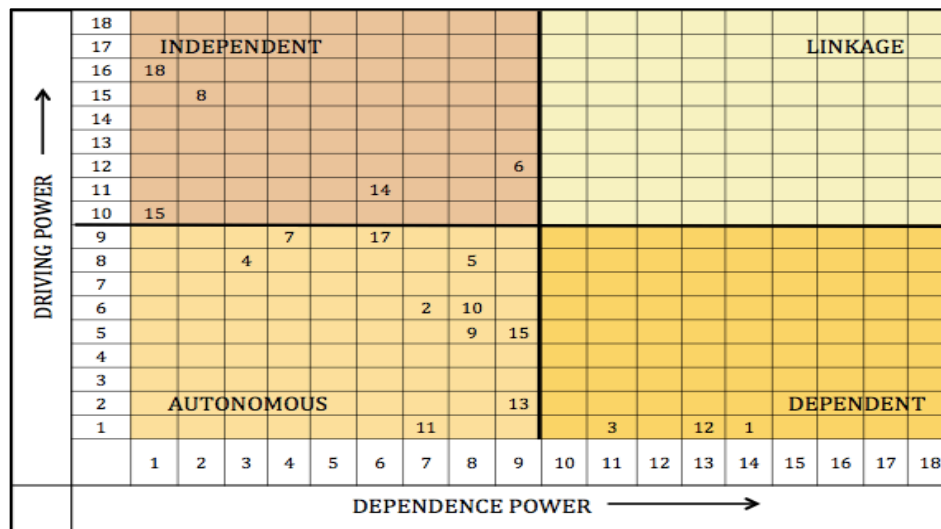 18
17 INDEPENDENT LINKAGE
16 18
15 8
14
13
12 6
11 14
10 15
9 7 17
8 4 5
7
6 2 10
5 9 15
4
3
2 AUTONOMOUS 13 DEPENDENT
1 11 3 12 1
1 2 3 4 5 6 7 8 9 10 11 12 13 14 15 16 17 18
DRIVING POWER
DEPENDENCE POWER